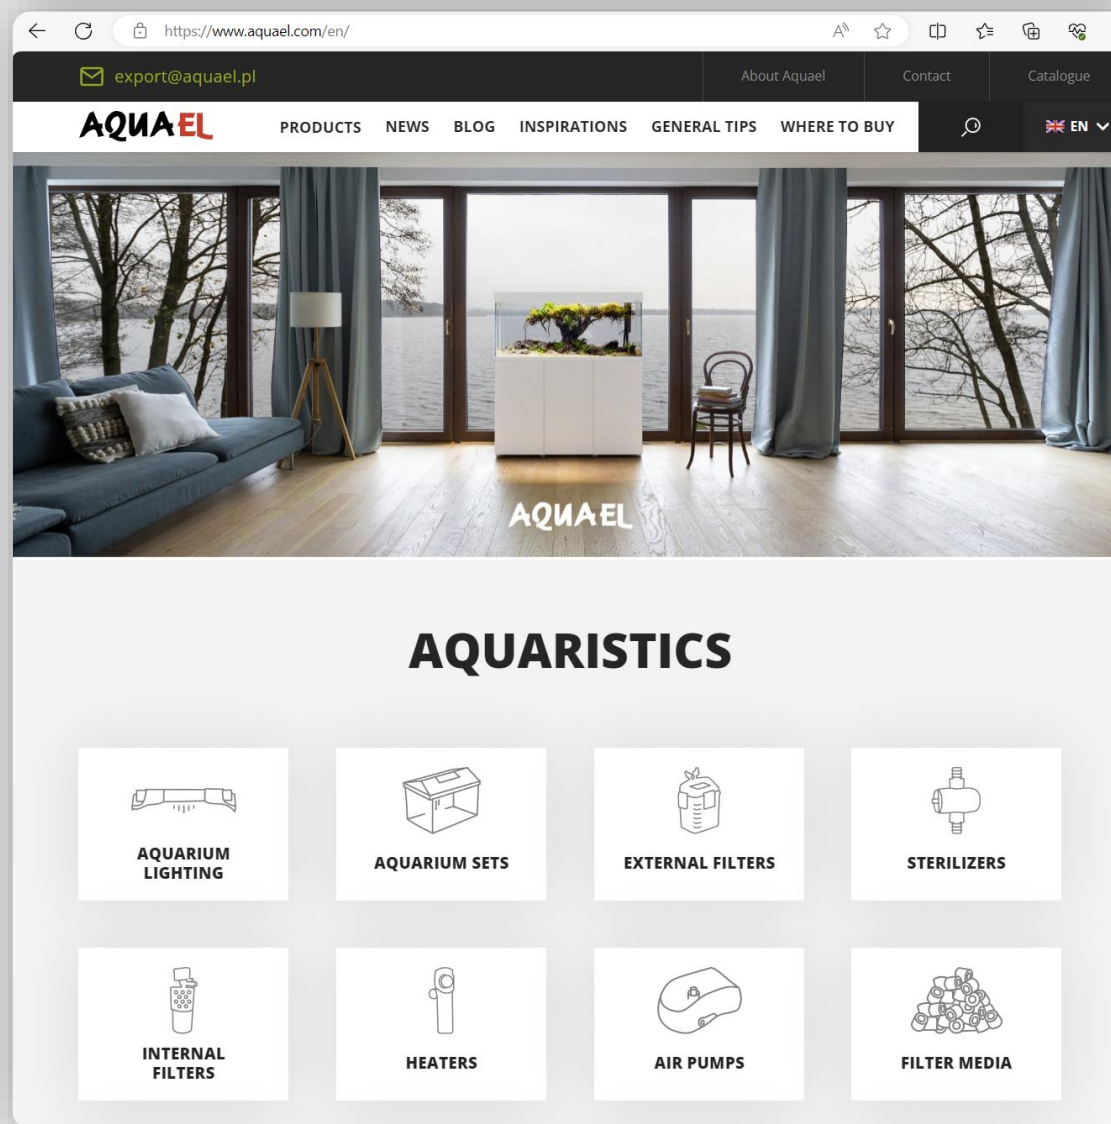 https://www.aquael.com/en/
export@aquael.pl
About Aquael
Contact
Catalogue
AQUAEL
PRODUCTS
NEWS
BLOG
INSPIRATIONS
GENERAL TIPS
WHERE TO BUY
EN
AQUAEL
AQUARISTICS
AQUARIUM
LIGHTING
AQUARIUM SETS
EXTERNAL FILTERS
STERILIZERS
INTERNAL
FILTERS
HEATERS
AIR PUMPS
FILTER MEDIA